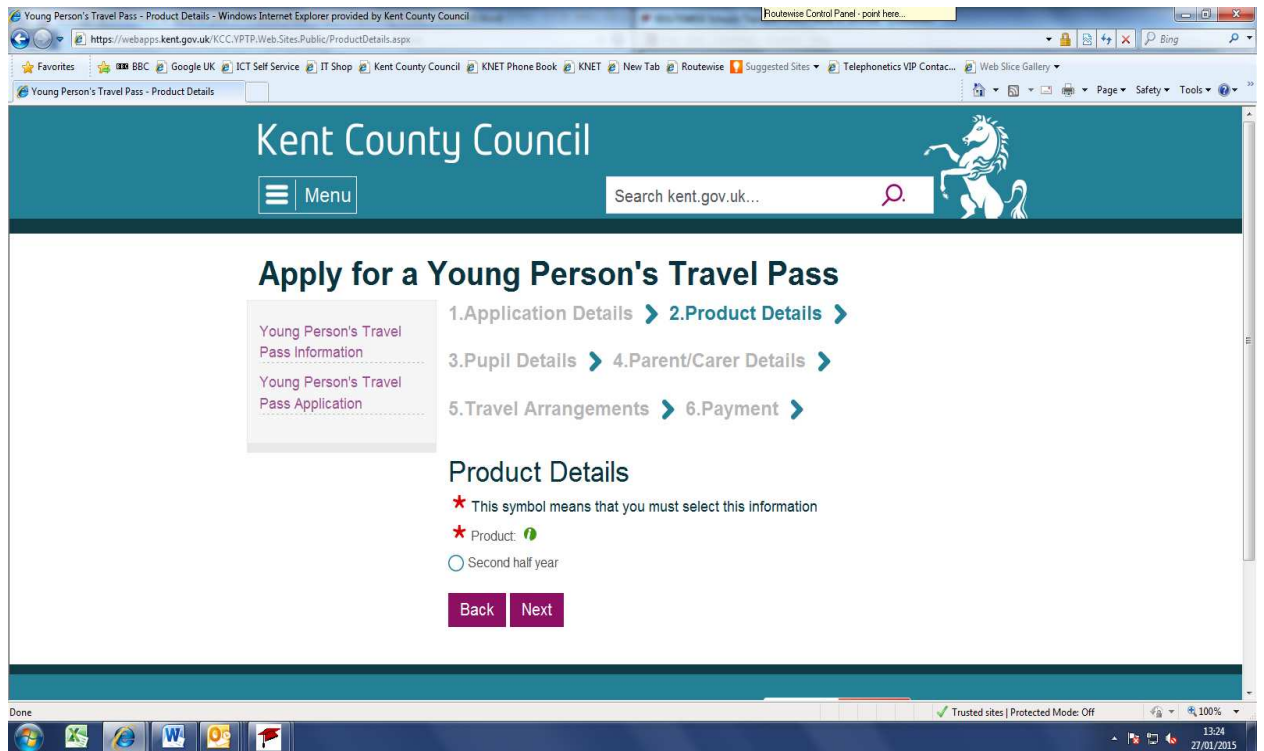 Young Person's Travel Pass - Product Details - Windows Internet Explorer provided by Kent County Council
Routewise Control Panel - point here...
https://webapps.kent.gov.uk/KCC.YPTP.Web.Sites.Public/ProductDetails.aspx
Bing
Favorites BBC Google UK ICT Self Service IT Shop Kent County Council KNET Phone Book KNET New Tab Routewise Suggested Sites Telephonetics VIP Contac... Web Slice Gallery
Young Person's Travel Pass - Product Details
Page Safety Tools
Kent County Council
Menu
Search kent.gov.uk...
Apply for a Young Person's Travel Pass
Young Person's Travel
Pass Information
Young Person's Travel
Pass Application
1.Application Details 2.Product Details
3.Pupil Details 4.Parent/Carer Details
5.Travel Arrangements 6.Payment
Product Details
* This symbol means that you must select this information
* Product:
Second half year
Back Next
Done
Trusted sites | Protected Mode: Off
100%
13:24
27/01/2015